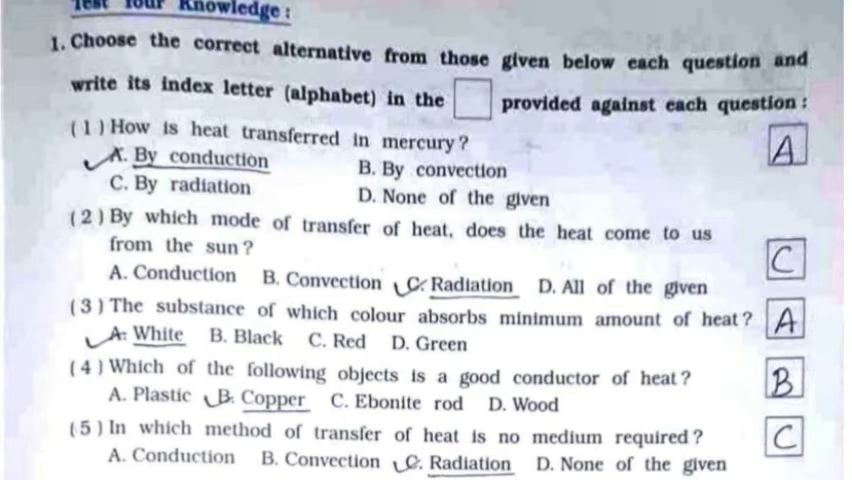 Test Your Knowledge :
1. Choose the correct alternative from those given below each question and
write its index letter (alphabet) in the provided against each question :
( 1 ) How is heat transferred in mercury ?
A. By conduction B. By convection A
C. By radiation D. None of the given
( 2 ) By which mode of transfer of heat, does the heat come to us
from the sun ? C
A. Conduction B. Convection C. Radiation D. All of the given
( 3 ) The substance of which colour absorbs minimum amount of heat ? A
A. White B. Black C. Red D. Green
( 4 ) Which of the following objects is a good conductor of heat ? B
A. Plastic B. Copper C. Ebonite rod D. Wood
( 5 ) In which method of transfer of heat is no medium required ? C
A. Conduction B. Convection C. Radiation D. None of the given